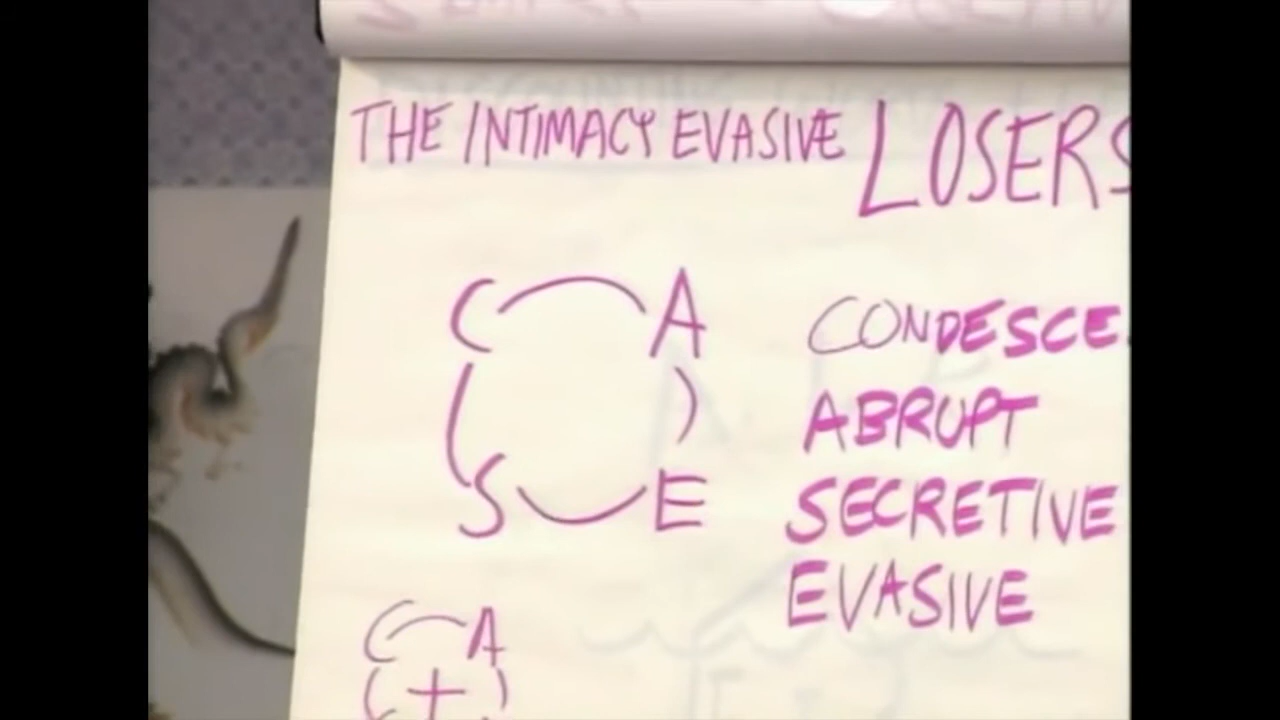 THE INTIMACY EVASIVE LOSERS
C A
S E
CONDESCE
ABRUPT
SECRETIVE
EVASIVE
C A
+